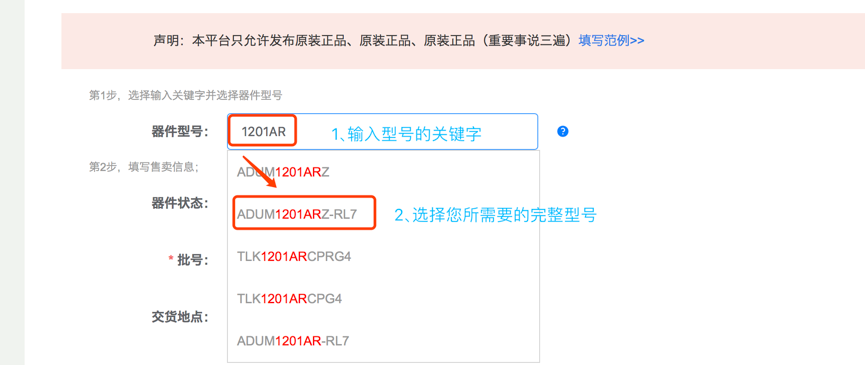 声明：本平台只允许发布原装正品、原装正品、原装正品（重要事说三遍）填写范例>>
第1步，选择输入关键字并选择器件型号
器件型号： 1201AR 1、输入型号的关键字 ?
ADUM1201ARZ
第2步，填写售卖信息；
器件状态：
ADUM1201ARZ-RL7 2、选择您所需要的完整型号
* 批号： TLK1201ARCPRG4
TLK1201ARCPG4
交货地点：
ADUM1201AR-RL7